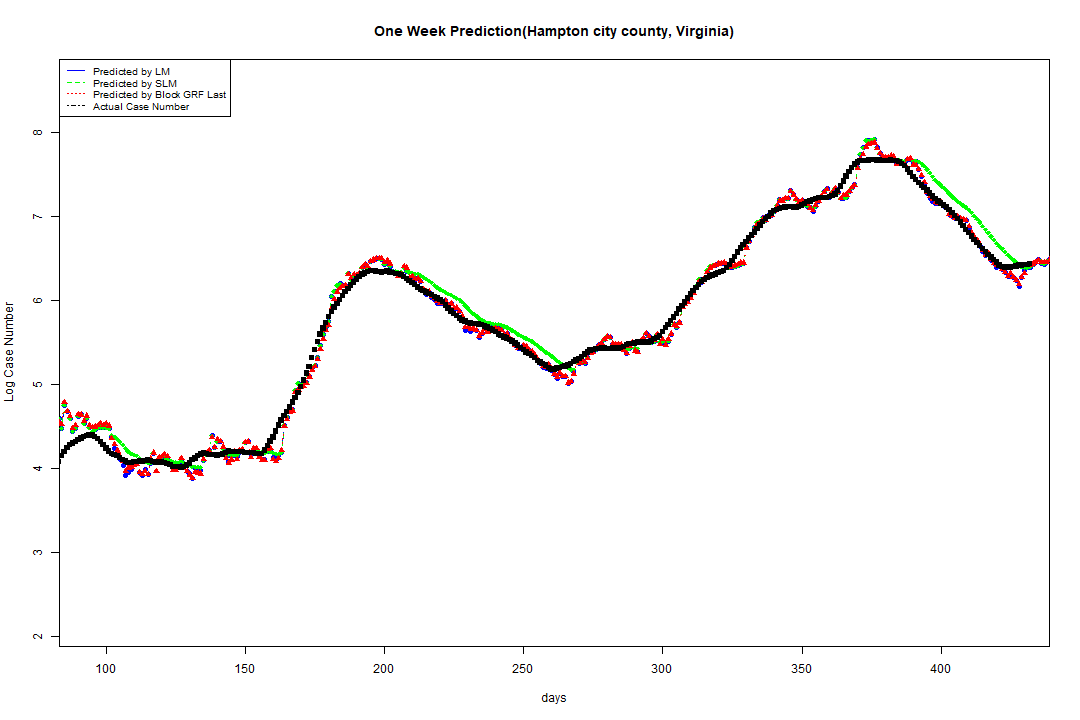 One Week Prediction(Hampton city county, Virginia)
Predicted by LM
Predicted by SLM
Predicted by Block GRF Last
Actual Case Number
8
7
6
5
4
3
2
Log Case Number
100 150 200 250 300 350 400
days